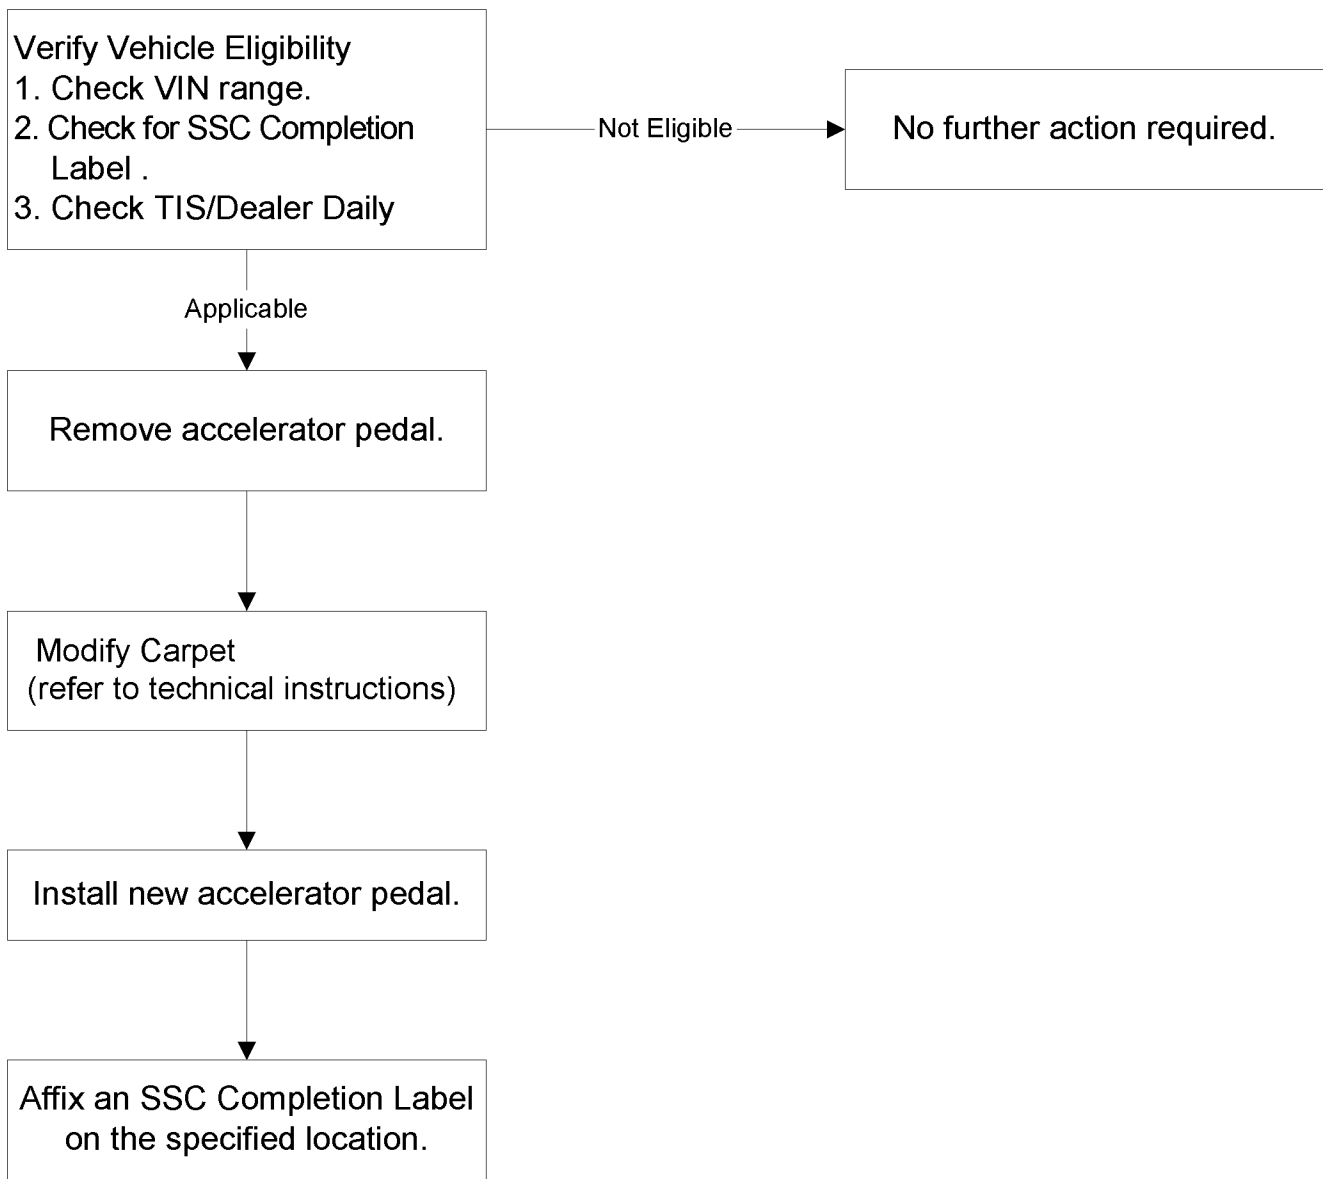 Verify Vehicle Eligibility
1. Check VIN range.
2. Check for SSC Completion
Label .
3. Check TIS/Dealer Daily
Not Eligible
No further action required.
Applicable
Remove accelerator pedal.
Modify Carpet
(refer to technical instructions)
Install new accelerator pedal.
Affix an SSC Completion Label
on the specified location.